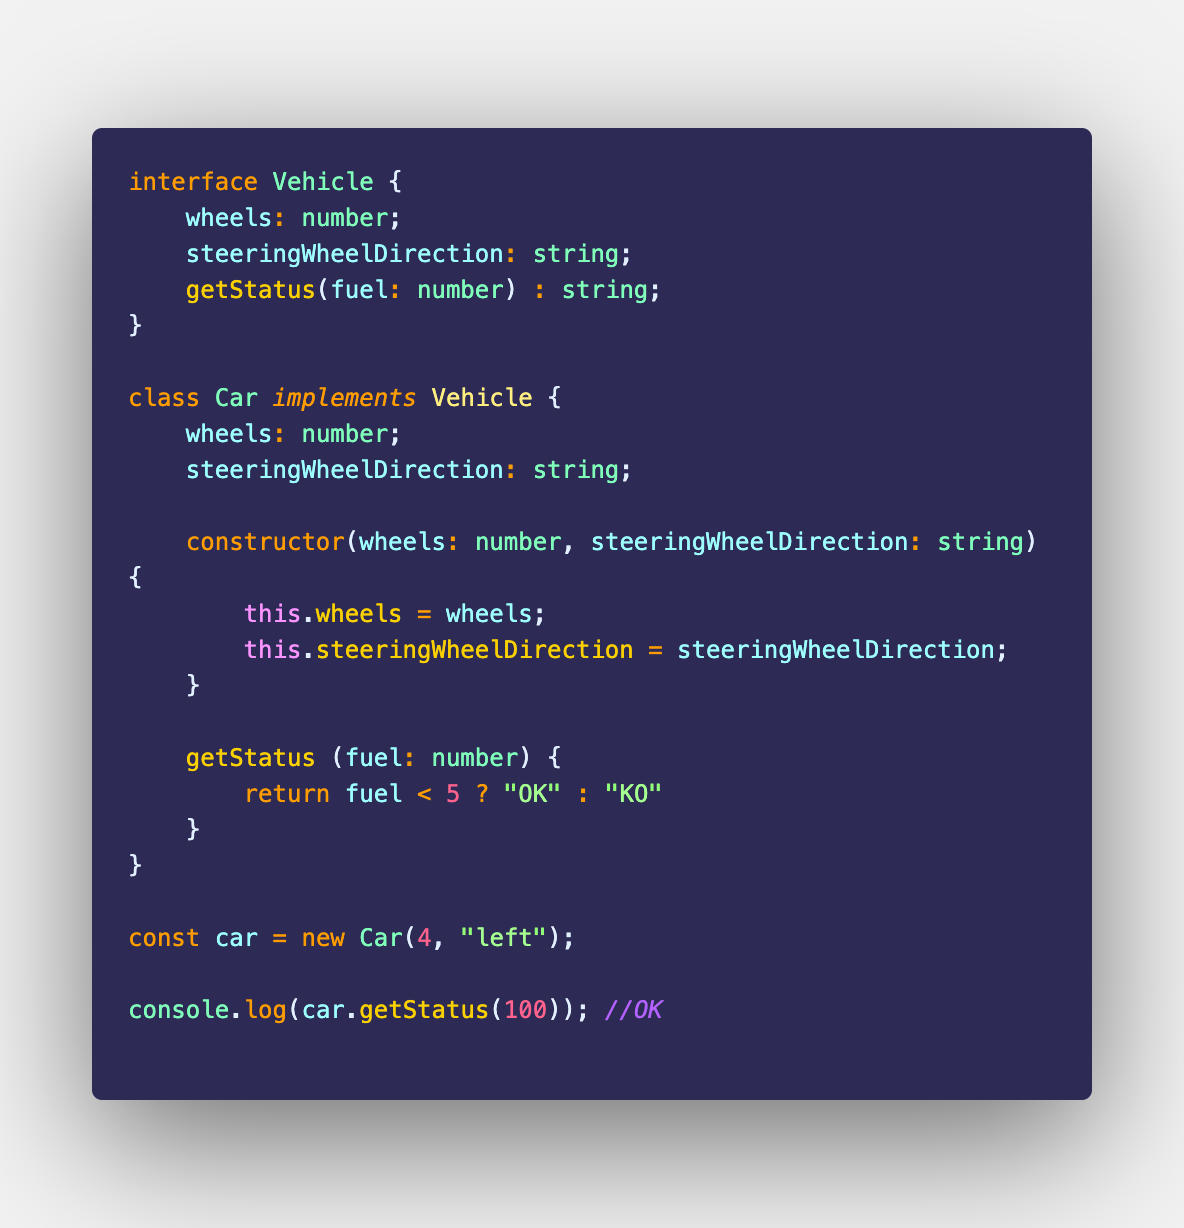 interface Vehicle {
    wheels: number;
    steeringWheelDirection: string;
    getStatus(fuel: number) : string;
}

class Car implements Vehicle {
    wheels: number;
    steeringWheelDirection: string;

    constructor(wheels: number, steeringWheelDirection: string)
{
        this.wheels = wheels;
        this.steeringWheelDirection = steeringWheelDirection;
    }

    getStatus (fuel: number) {
        return fuel < 5 ? "OK" : "KO"
    }
}

const car = new Car(4, "left");

console.log(car.getStatus(100)); //OK